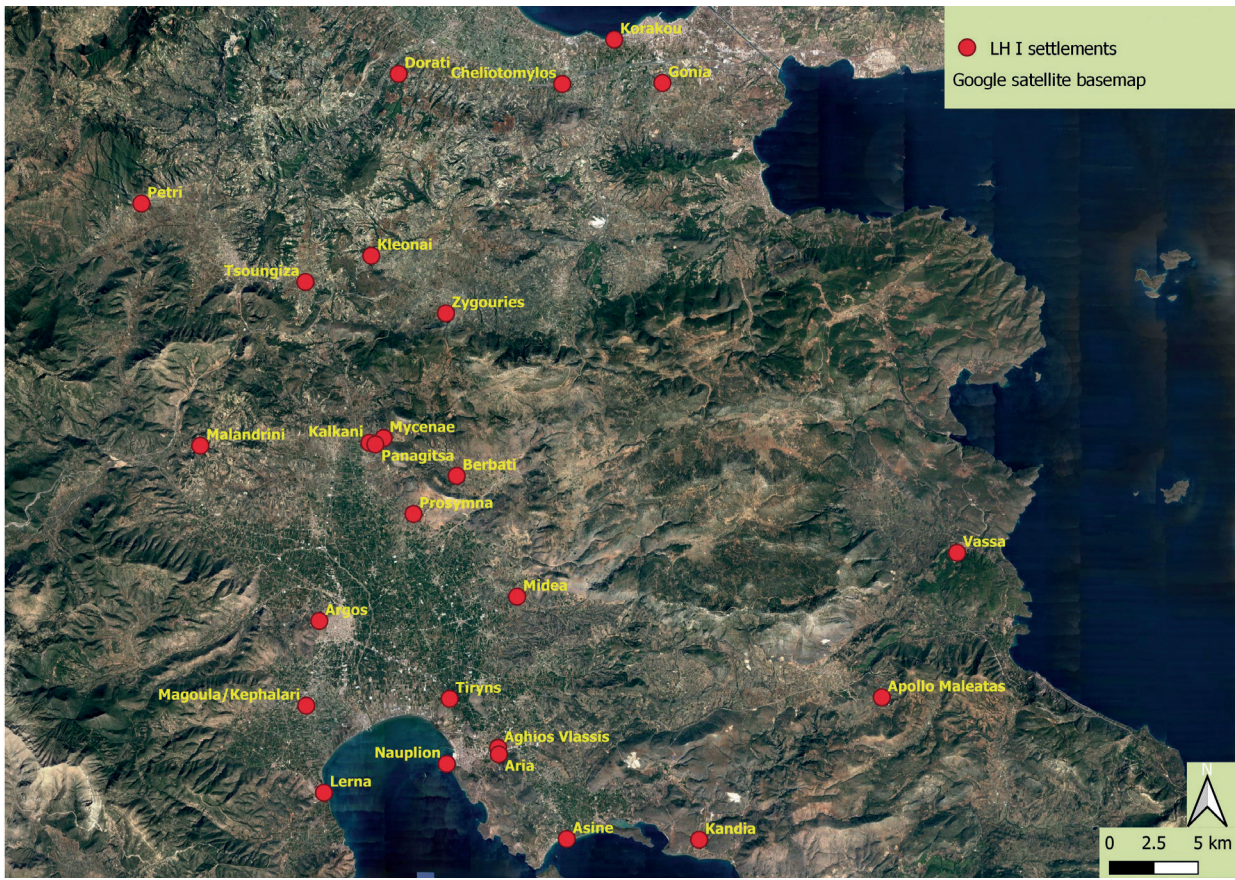 Korakou
LH I settlements
Dorati
Cheliotomylos
Gonia
Google satellite basemap
Petri
Kleonai
Tsoungiza
Zygouries
Malandrini
Kalkani
Mycenae
Panagitsa
Berbati
Prosymna
Vassa
Midea
Argos
Magoula/Kephalari
Tiryns
Apollo Maleatas
Aghios Vlassis
Nauplion
Aria
Lerna
N
Asine
Kandia
0 2.5 5 km